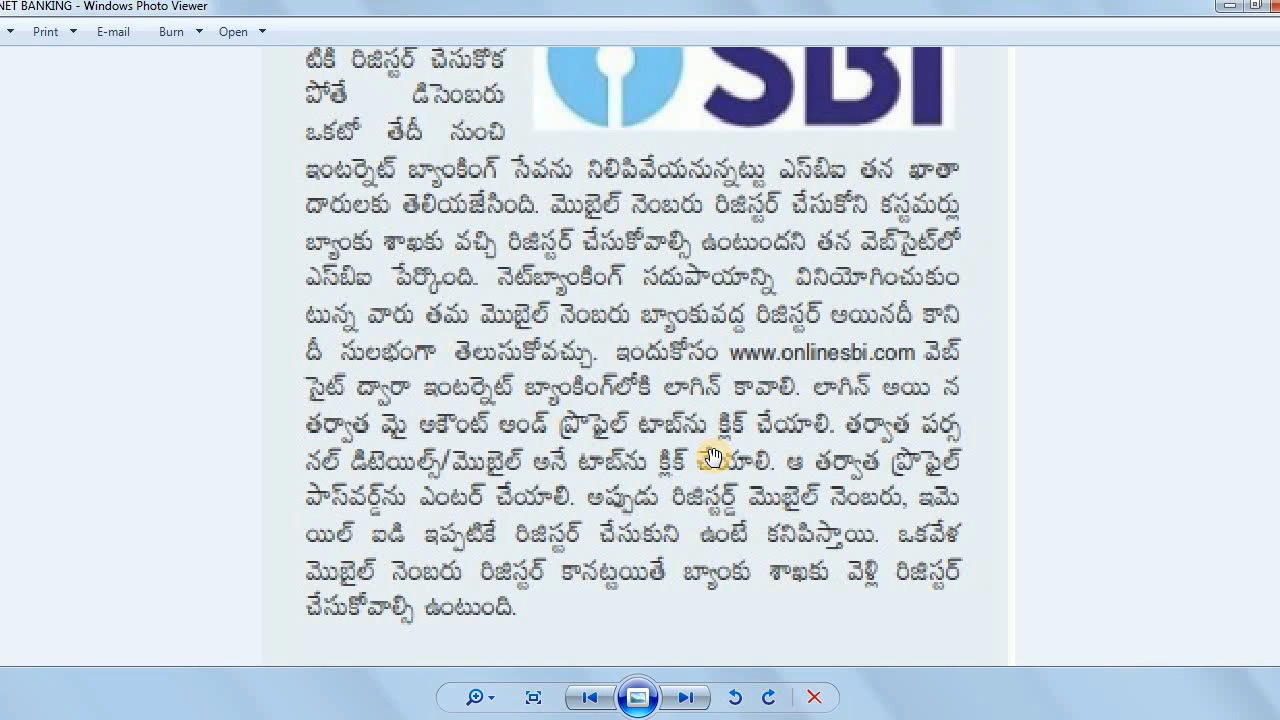 NET BANKING - Windows Photo Viewer
Print E-mail Burn Open
టికి రిజిస్టర్ చేసుకోక
పోతే డిసెంబరు
ఒకటో తేదీ నుంచి
SBI
ఇంటర్నెట్ బ్యాంకింగ్ సేవను నిలిపివేయనున్నట్టు ఎస్‌బిఐ తన ఖాతా
దారులకు తెలియజేసింది. మొబైల్ నెంబరు రిజిస్టర్ చేసుకోని కస్టమర్లు
బ్యాంకు శాఖకు వచ్చి రిజిస్టర్ చేసుకోవాల్సి ఉంటుందని తన వెబ్‌సైట్‌లో
ఎస్‌బిఐ పేర్కొంది. నెట్‌బ్యాంకింగ్ సదుపాయాన్ని వినియోగించుకుం
టున్న వారు తమ మొబైల్ నెంబరు బ్యాంకువద్ద రిజిస్టర్ ఆయినదీ కాని
దీ సులభంగా తెలుసుకోవచ్చు. ఇందుకోసం www.onlinesbi.com వెబ్
సైట్ ద్వారా ఇంటర్నెట్ బ్యాంకింగ్‌లోకి లాగిన్ కావాలి. లాగిన్ ఆయి న
తర్వాత మై ఆకౌంట్ ఆండ్ ప్రొఫైల్ టాబ్‌ను క్లిక్ చేయాలి. తర్వాత పర్స
నల్ డిటెయిల్స్/మొబైల్ అనే టాబ్‌ను క్లిక్ చేయాలి. ఆ తర్వాత ప్రొఫైల్
పాస్‌వర్డ్‌ను ఎంటర్ చేయాలి. అప్పుడు రిజిస్టర్డ్ మొబైల్ నెంబరు, ఇమె
యిల్ ఐడి ఇప్పటికే రిజిస్టర్ చేసుకుని ఉంటే కనిపిస్తాయి. ఒకవేళ
మొబైల్ నెంబరు రిజిస్టర్ కానట్టయితే బ్యాంకు శాఖకు వెళ్లి రిజిస్టర్
చేసుకోవాల్సి ఉంటుంది.